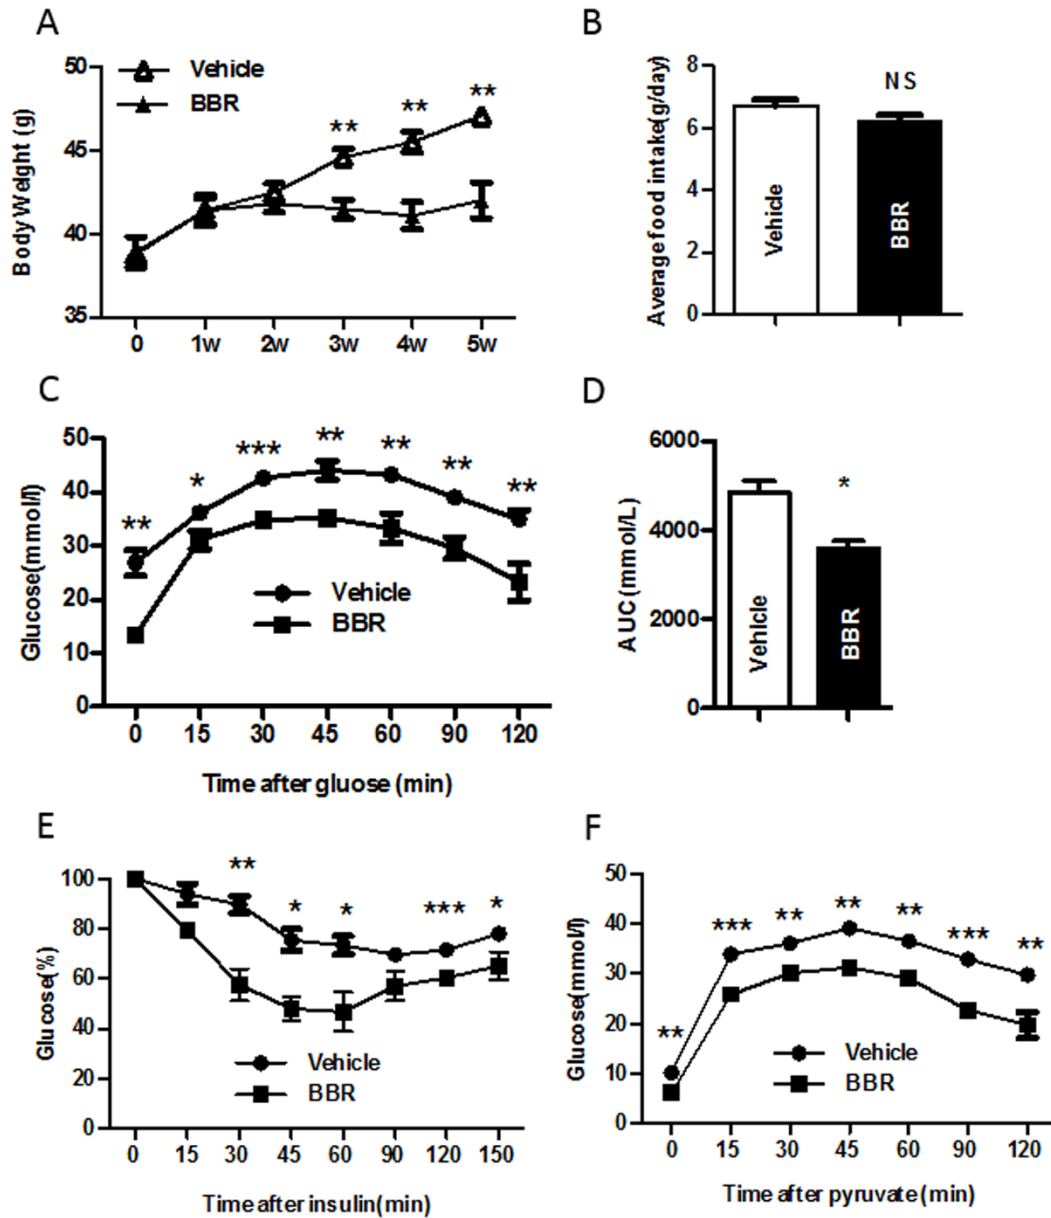 A
Vehicle
BBR
Body Weight (g)
50
45
40
35
** ** **
0 1w 2w 3w 4w 5w
B
Average food intake(g/day)
8
6
4
2
0
NS
Vehicle
BBR
C
Glucose(mmol/l)
50
40
30
20
10
0
** * *** ** ** ** **
Vehicle
BBR
0 15 30 45 60 90 120
Time after gluose (min)
D
AUC (mmol/L)
6000
4000
2000
0
*
Vehicle
BBR
E
Glucose(%)
100
80
60
40
20
0
** * * *** *
Vehicle
BBR
0 15 30 45 60 90 120 150
Time after insulin(min)
F
Glucose(mmol/l)
50
40
30
20
10
0
** *** ** ** ** *** **
Vehicle
BBR
0 15 30 45 60 90 120
Time after pyruvate (min)